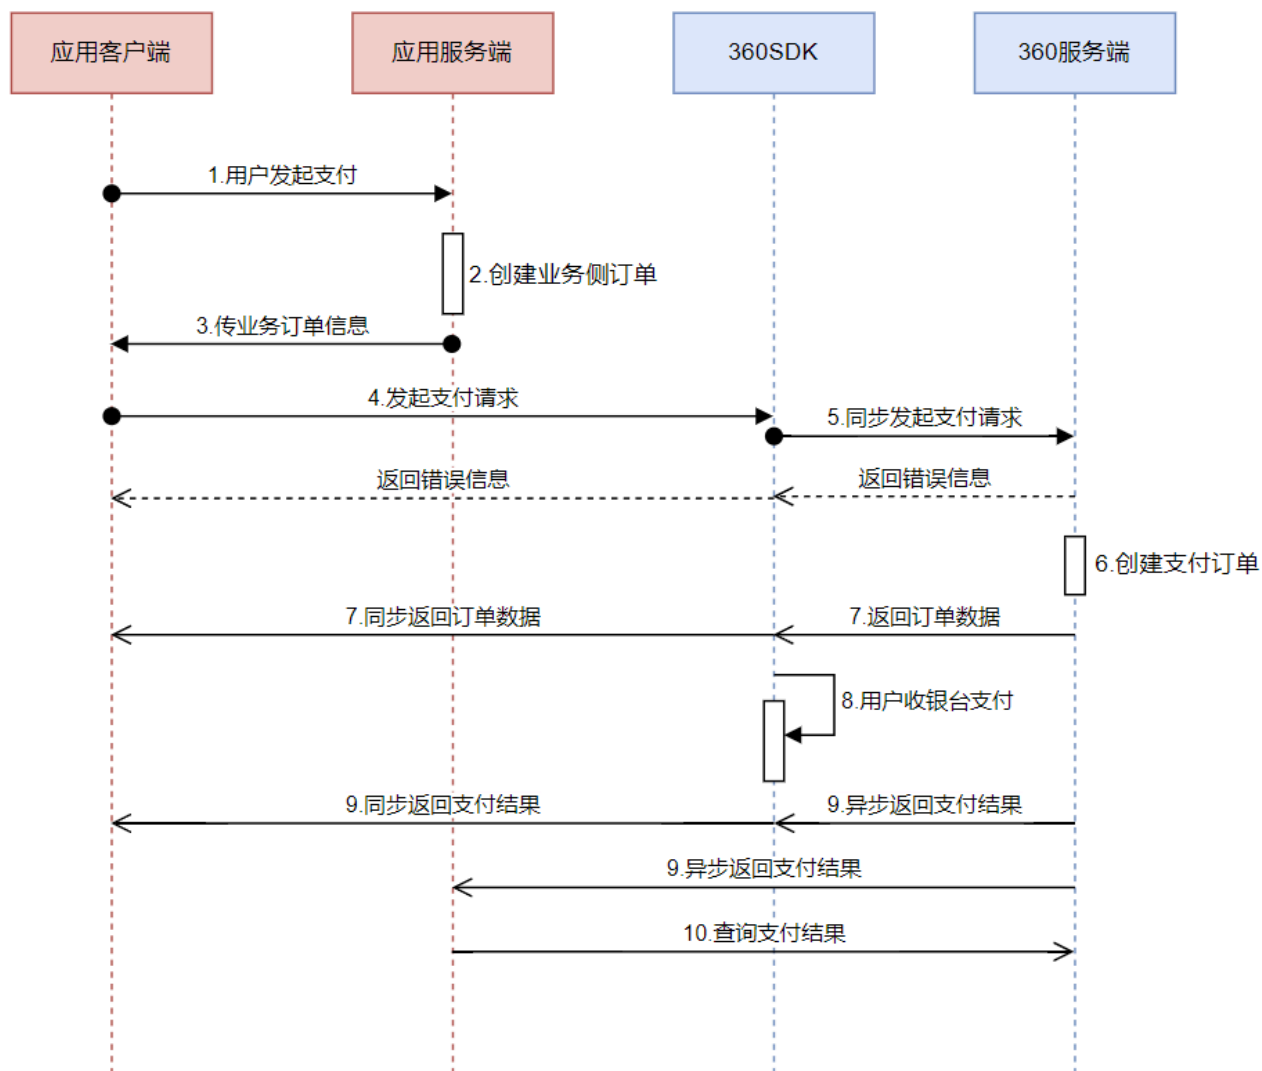 应用客户端
应用服务端
360SDK
360服务端
1.用户发起支付
2.创建业务侧订单
3.传业务订单信息
4.发起支付请求
5.同步发起支付请求
返回错误信息
返回错误信息
6.创建支付订单
7.同步返回订单数据
7.返回订单数据
8.用户收银台支付
9.同步返回支付结果
9.异步返回支付结果
9.异步返回支付结果
10.查询支付结果